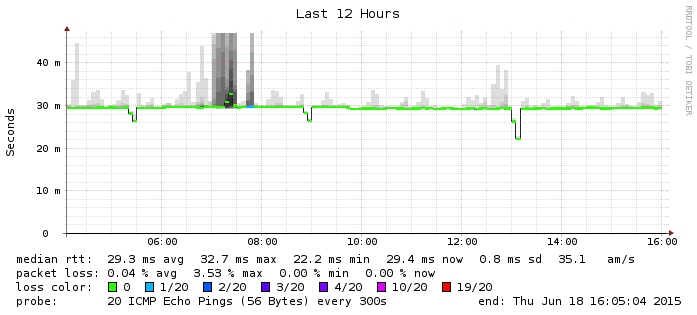 Last 12 Hours
RRDTOOL / TOBI OETIKER
Seconds
40 m
30 m
20 m
10 m
0
06:00 08:00 10:00 12:00 14:00 16:00
median rtt: 29.3 ms avg 32.7 ms max 22.2 ms min 29.4 ms now 0.8 ms sd 35.1 am/s
packet loss: 0.04 % avg 3.53 % max 0.00 % min 0.00 % now
loss color: 0 1/20 2/20 3/20 4/20 10/20 19/20
probe: 20 ICMP Echo Pings (56 Bytes) every 300s end: Thu Jun 18 16:05:04 2015